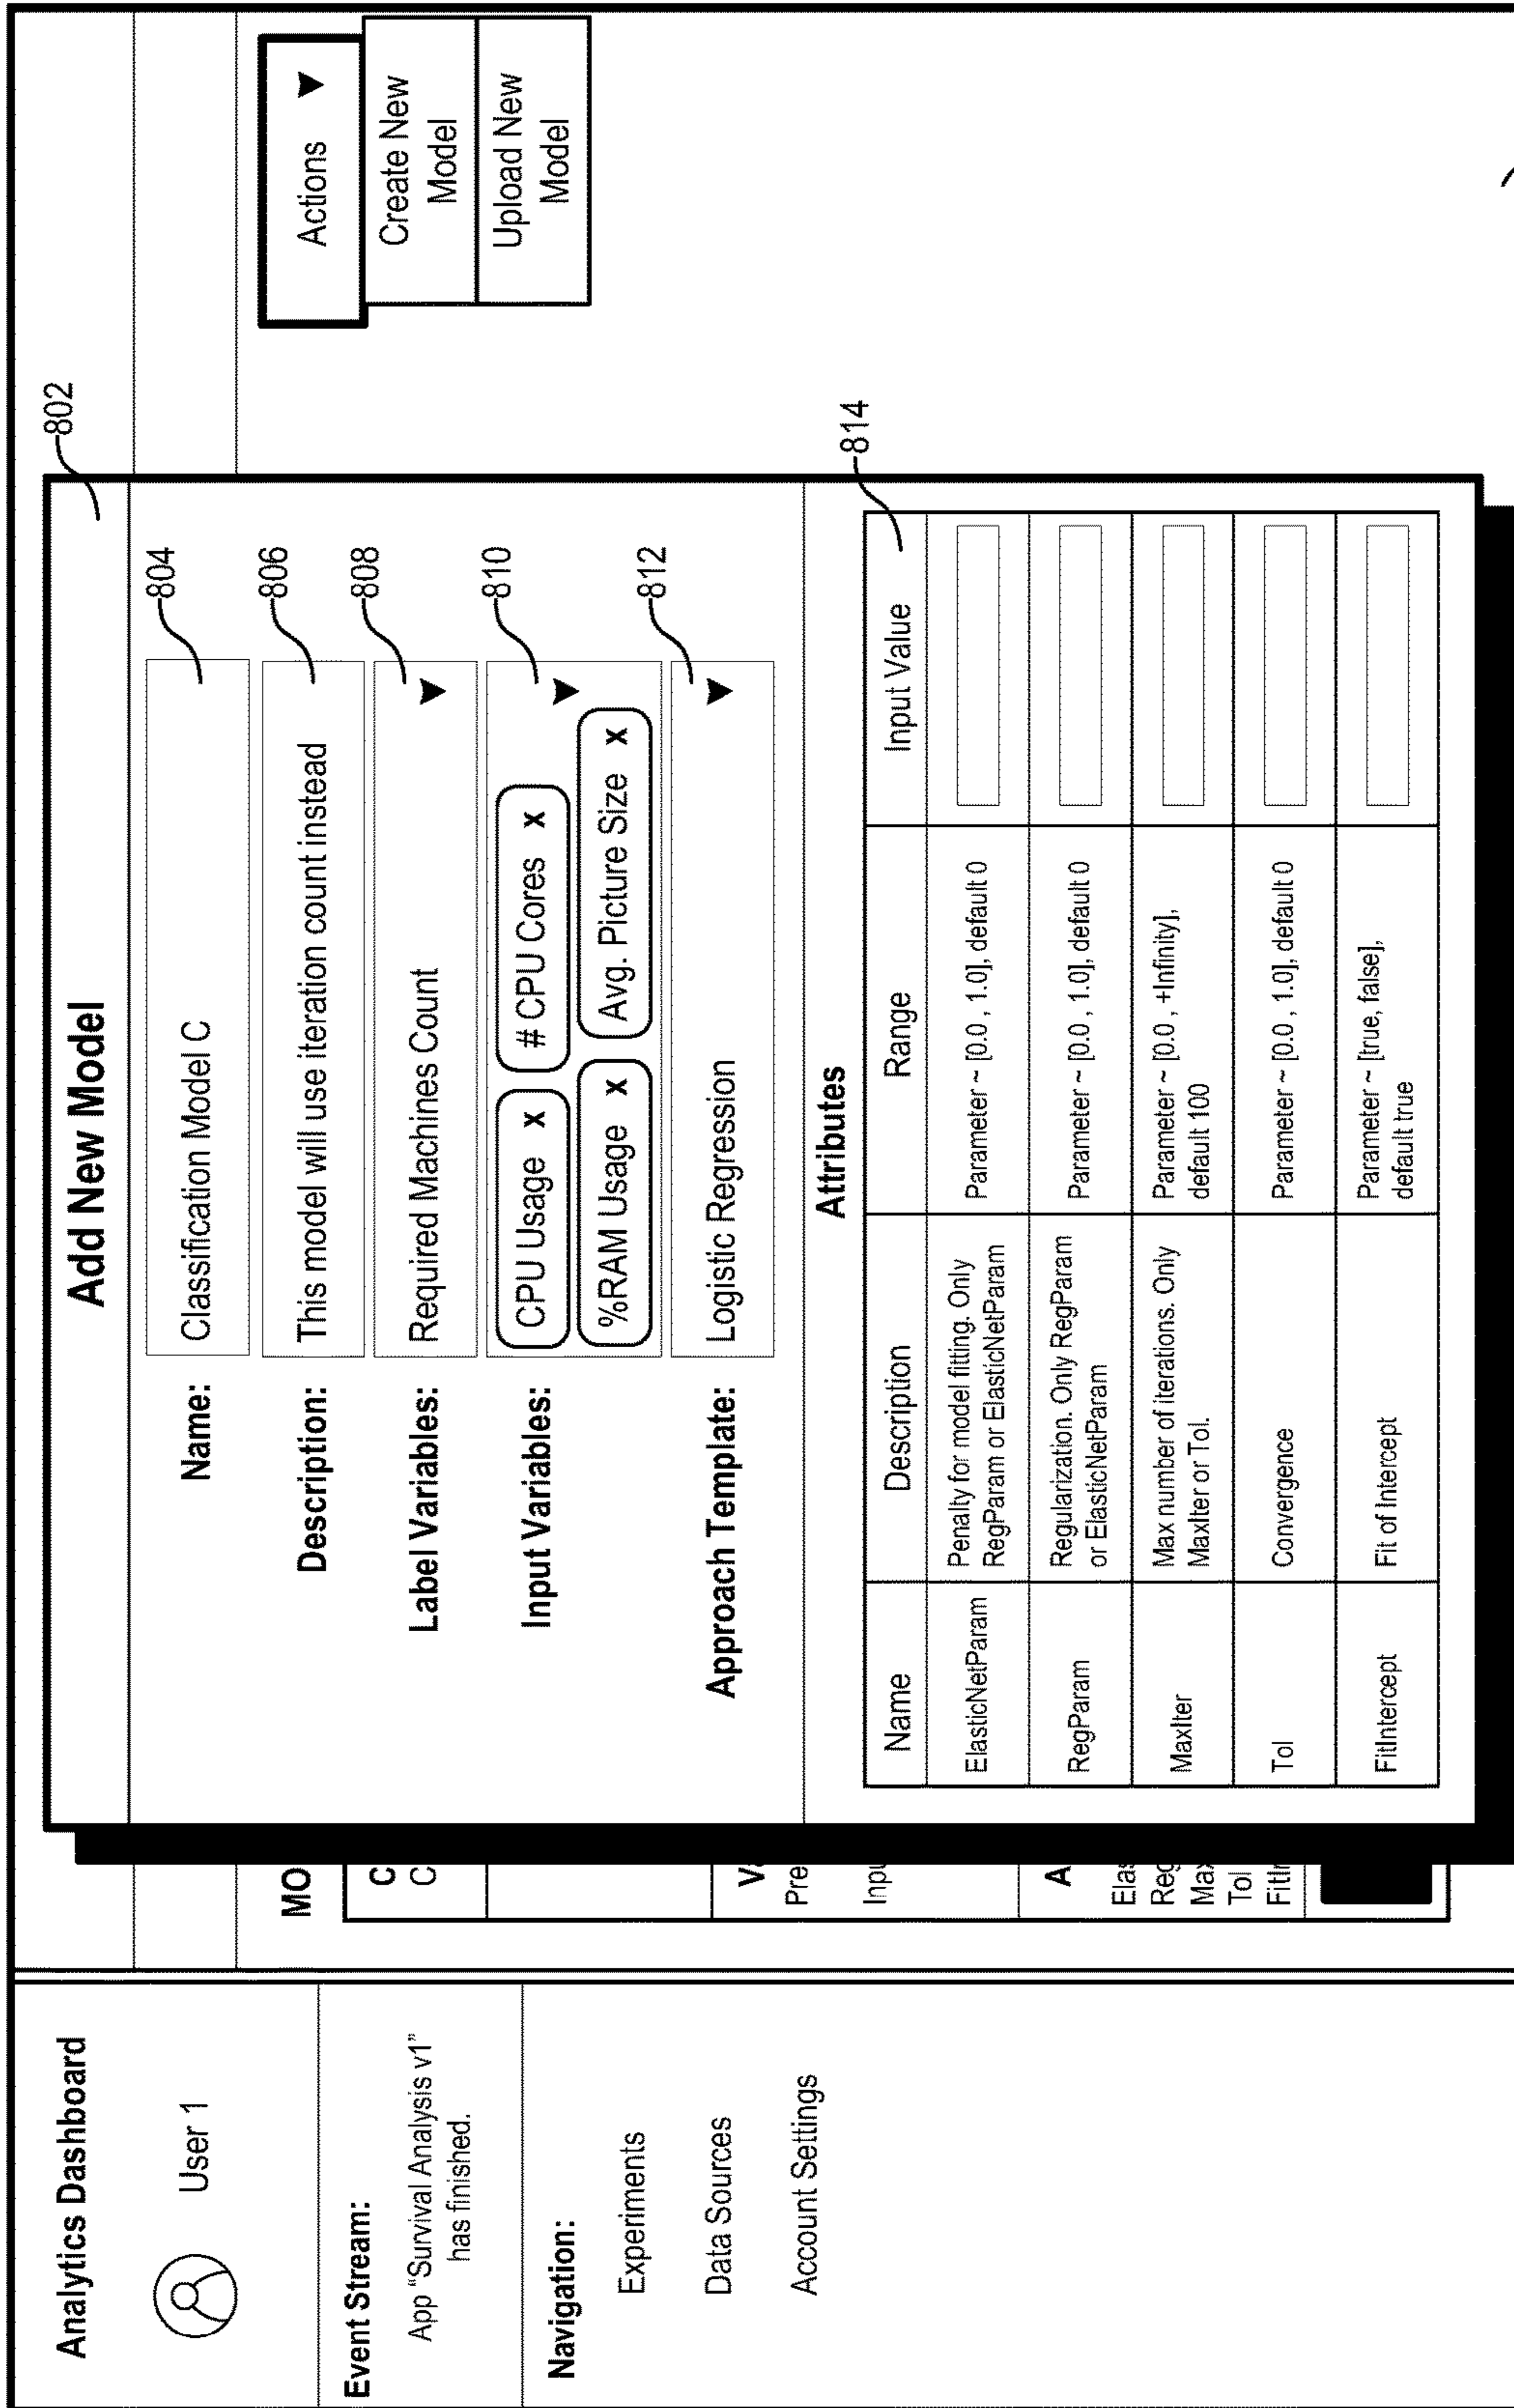 Analytics Dashboard
User 1
Event Stream:
App “Survival Analysis v1”
has finished.
Navigation:
Experiments
Data Sources
Account Settings
MO
C
C
V
Pre
Inpu
A
Elas
Reg
Max
Tol
FitIn
Add New Model
802
Name: Classification Model C
804
Description: This model will use iteration count instead
806
Label Variables: Required Machines Count ▼
808
Input Variables: CPU Usage x # CPU Cores x ▼
%RAM Usage x Avg. Picture Size x
810
Approach Template: Logistic Regression ▼
812
Attributes
814
Name Description Range Input Value
ElasticNetParam Penalty for model fitting. Only Parameter ~ [0.0 , 1.0], default 0
RegParam or ElasticNetParam
RegParam Regularization. Only RegParam Parameter ~ [0.0 , 1.0], default 0
or ElasticNetParam
MaxIter Max number of iterations. Only Parameter ~ [0.0 , +Infinity],
MaxIter or Tol. default 100
Tol Convergence Parameter ~ [0.0 , 1.0], default 0
FitIntercept Fit of Intercept Parameter ~ [true, false],
default true
Actions ▼
Create New
Model
Upload New
Model